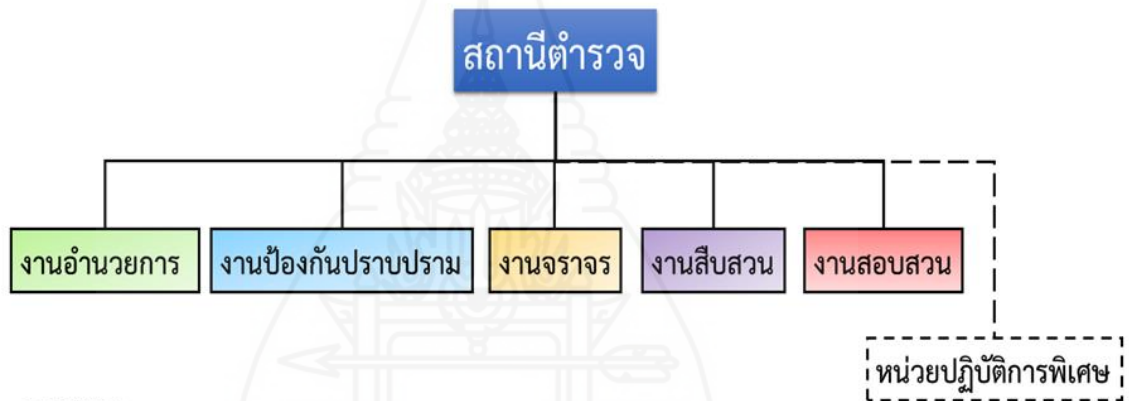 สถานีตำรวจ
งานอำนวยการ
งานป้องกันปราบปราม
งานจราจร
งานสืบสวน
งานสอบสวน
หน่วยปฏิบัติการพิเศษ